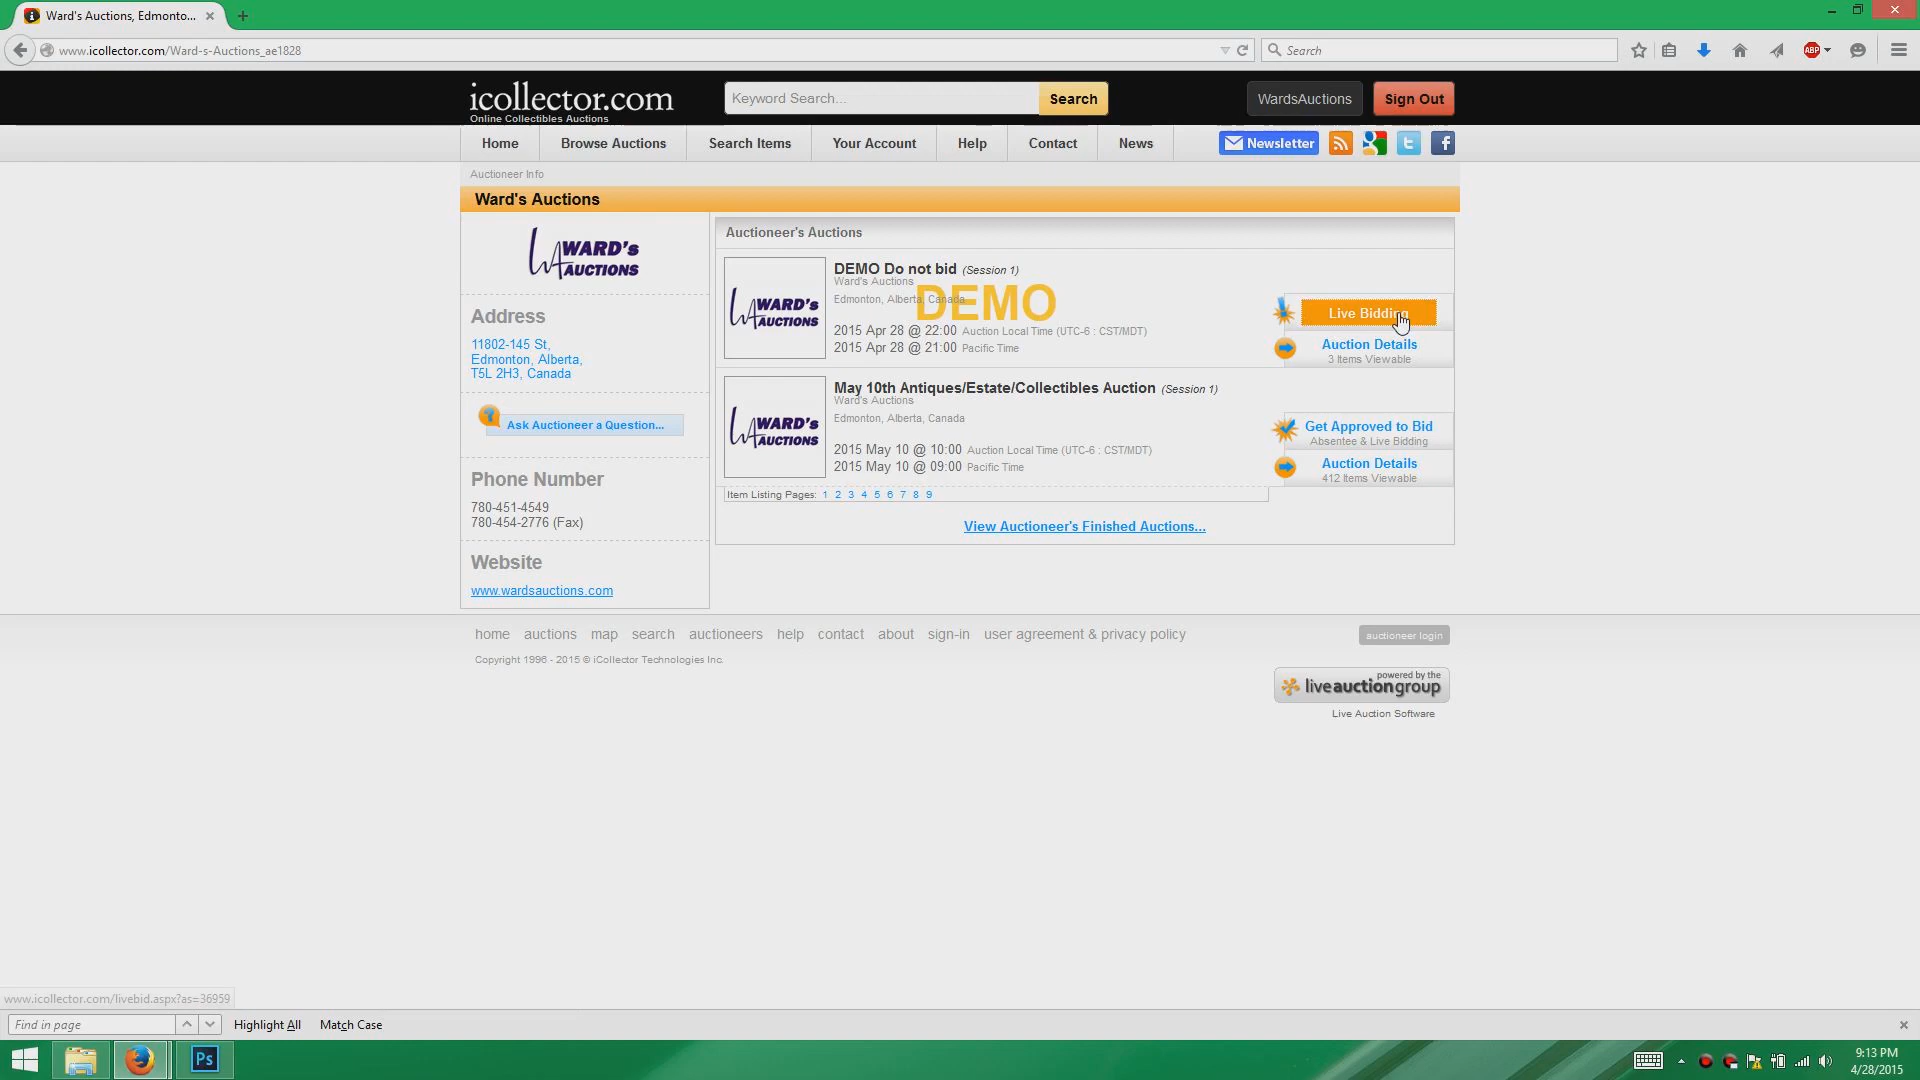 Ward's Auctions, Edmonto...
www.icollector.com/Ward-s-Auctions_ae1828
Search
ABP
icollector.com
Online Collectibles Auctions
Keyword Search...
Search
WardsAuctions
Sign Out
Home
Browse Auctions
Search Items
Your Account
Help
Contact
News
Newsletter
Auctioneer Info
Ward's Auctions
WARD's
AUCTIONS
Address
11802-145 St,
Edmonton, Alberta,
T5L 2H3, Canada
Ask Auctioneer a Question...
Phone Number
780-451-4549
780-454-2776 (Fax)
Website
www.wardsauctions.com
Auctioneer's Auctions
WARD's
AUCTIONS
DEMO Do not bid (Session 1)
Ward's Auctions
Edmonton, Alberta, Canada
DEMO
2015 Apr 28 @ 22:00 Auction Local Time (UTC-6 : CST/MDT)
2015 Apr 28 @ 21:00 Pacific Time
Live Bidding
Auction Details
3 Items Viewable
WARD's
AUCTIONS
May 10th Antiques/Estate/Collectibles Auction (Session 1)
Ward's Auctions
Edmonton, Alberta, Canada
2015 May 10 @ 10:00 Auction Local Time (UTC-6 : CST/MDT)
2015 May 10 @ 09:00 Pacific Time
Get Approved to Bid
Absentee & Live Bidding
Auction Details
412 Items Viewable
Item Listing Pages: 1 2 3 4 5 6 7 8 9
View Auctioneer's Finished Auctions...
home auctions map search auctioneers help contact about sign-in user agreement & privacy policy
auctioneer login
Copyright 1996 - 2015 © iCollector Technologies Inc.
powered by the
liveauctiongroup
Live Auction Software
www.icollector.com/livebid.aspx?as=36959
Find in page
Highlight All
Match Case
Ps
9:13 PM
4/28/2015